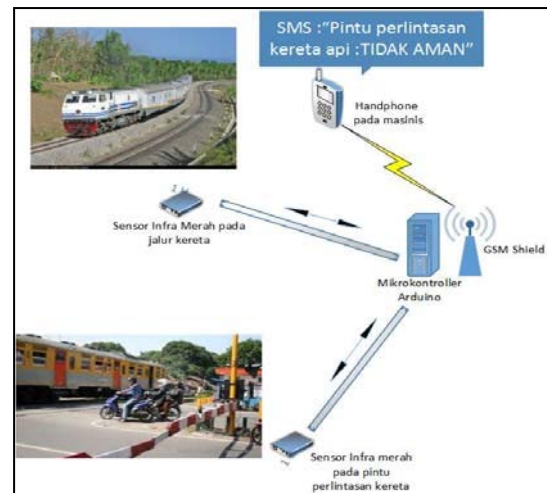 SMS :"Pintu perlintasan
kereta api :TIDAK AMAN"
Handphone
pada masinis
Sensor Infra Merah pada
jalur kereta
GSM Shield
Mikrokontroller
Arduino
Sensor Infra merah
pada pintu
perlintasan kereta